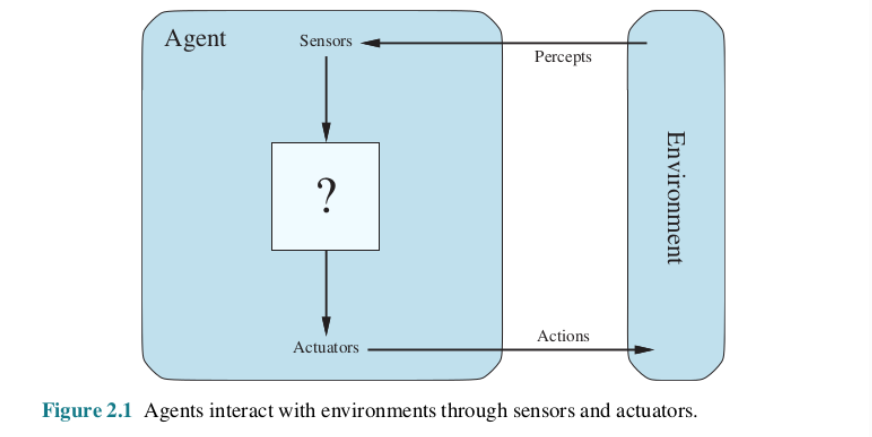 Agent
Sensors
Percepts
?
Environment
Actions
Actuators
Figure 2.1 Agents interact with environments through sensors and actuators.